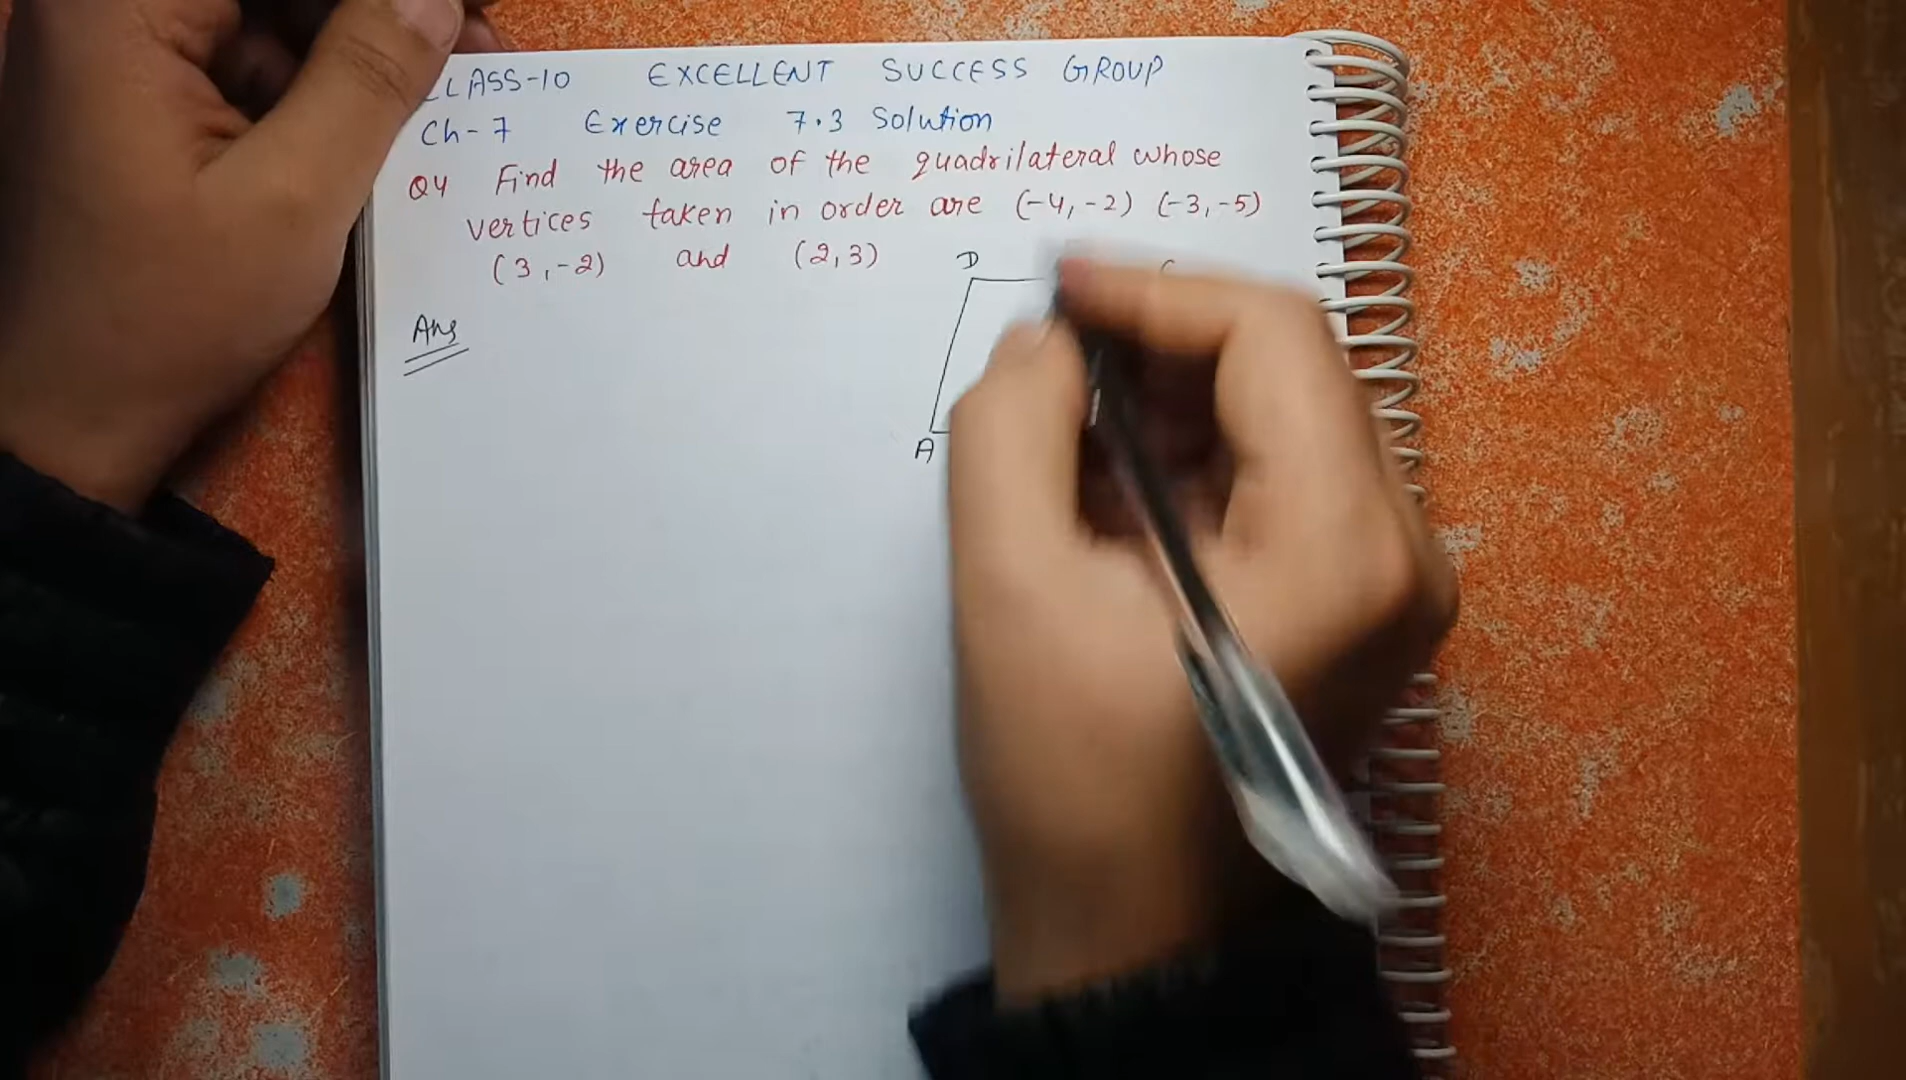 CLASS-10 EXCELLENT SUCCESS GROUP
Ch-7 Exercise 7.3 Solution
Q4 Find the area of the quadrilateral whose
vertices taken in order are (-4,-2) (-3,-5)
(3,-2) and (2,3)
D
Ans
A